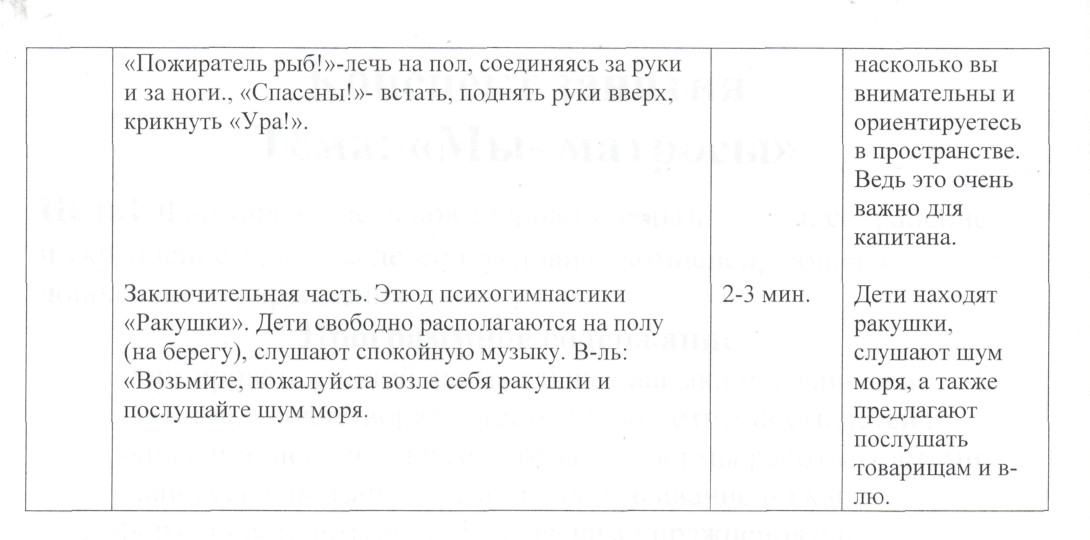 «Пожиратель рыб!»-лечь на пол, соединяясь за руки
и за ноги., «Спасены!»- встать, поднять руки вверх,
крикнуть «Ура!».
насколько вы
внимательны и
ориентируетесь
в пространстве.
Ведь это очень
важно для
капитана.
Заключительная часть. Этюд психогимнастики
«Ракушки». Дети свободно располагаются на полу
(на берегу), слушают спокойную музыку. В-ль:
«Возьмите, пожалуйста возле себя ракушки и
послушайте шум моря.
2-3 мин.
Дети находят
ракушки,
слушают шум
моря, а также
предлагают
послушать
товарищам и в-
лю.
Тема: «Мы- матросы»